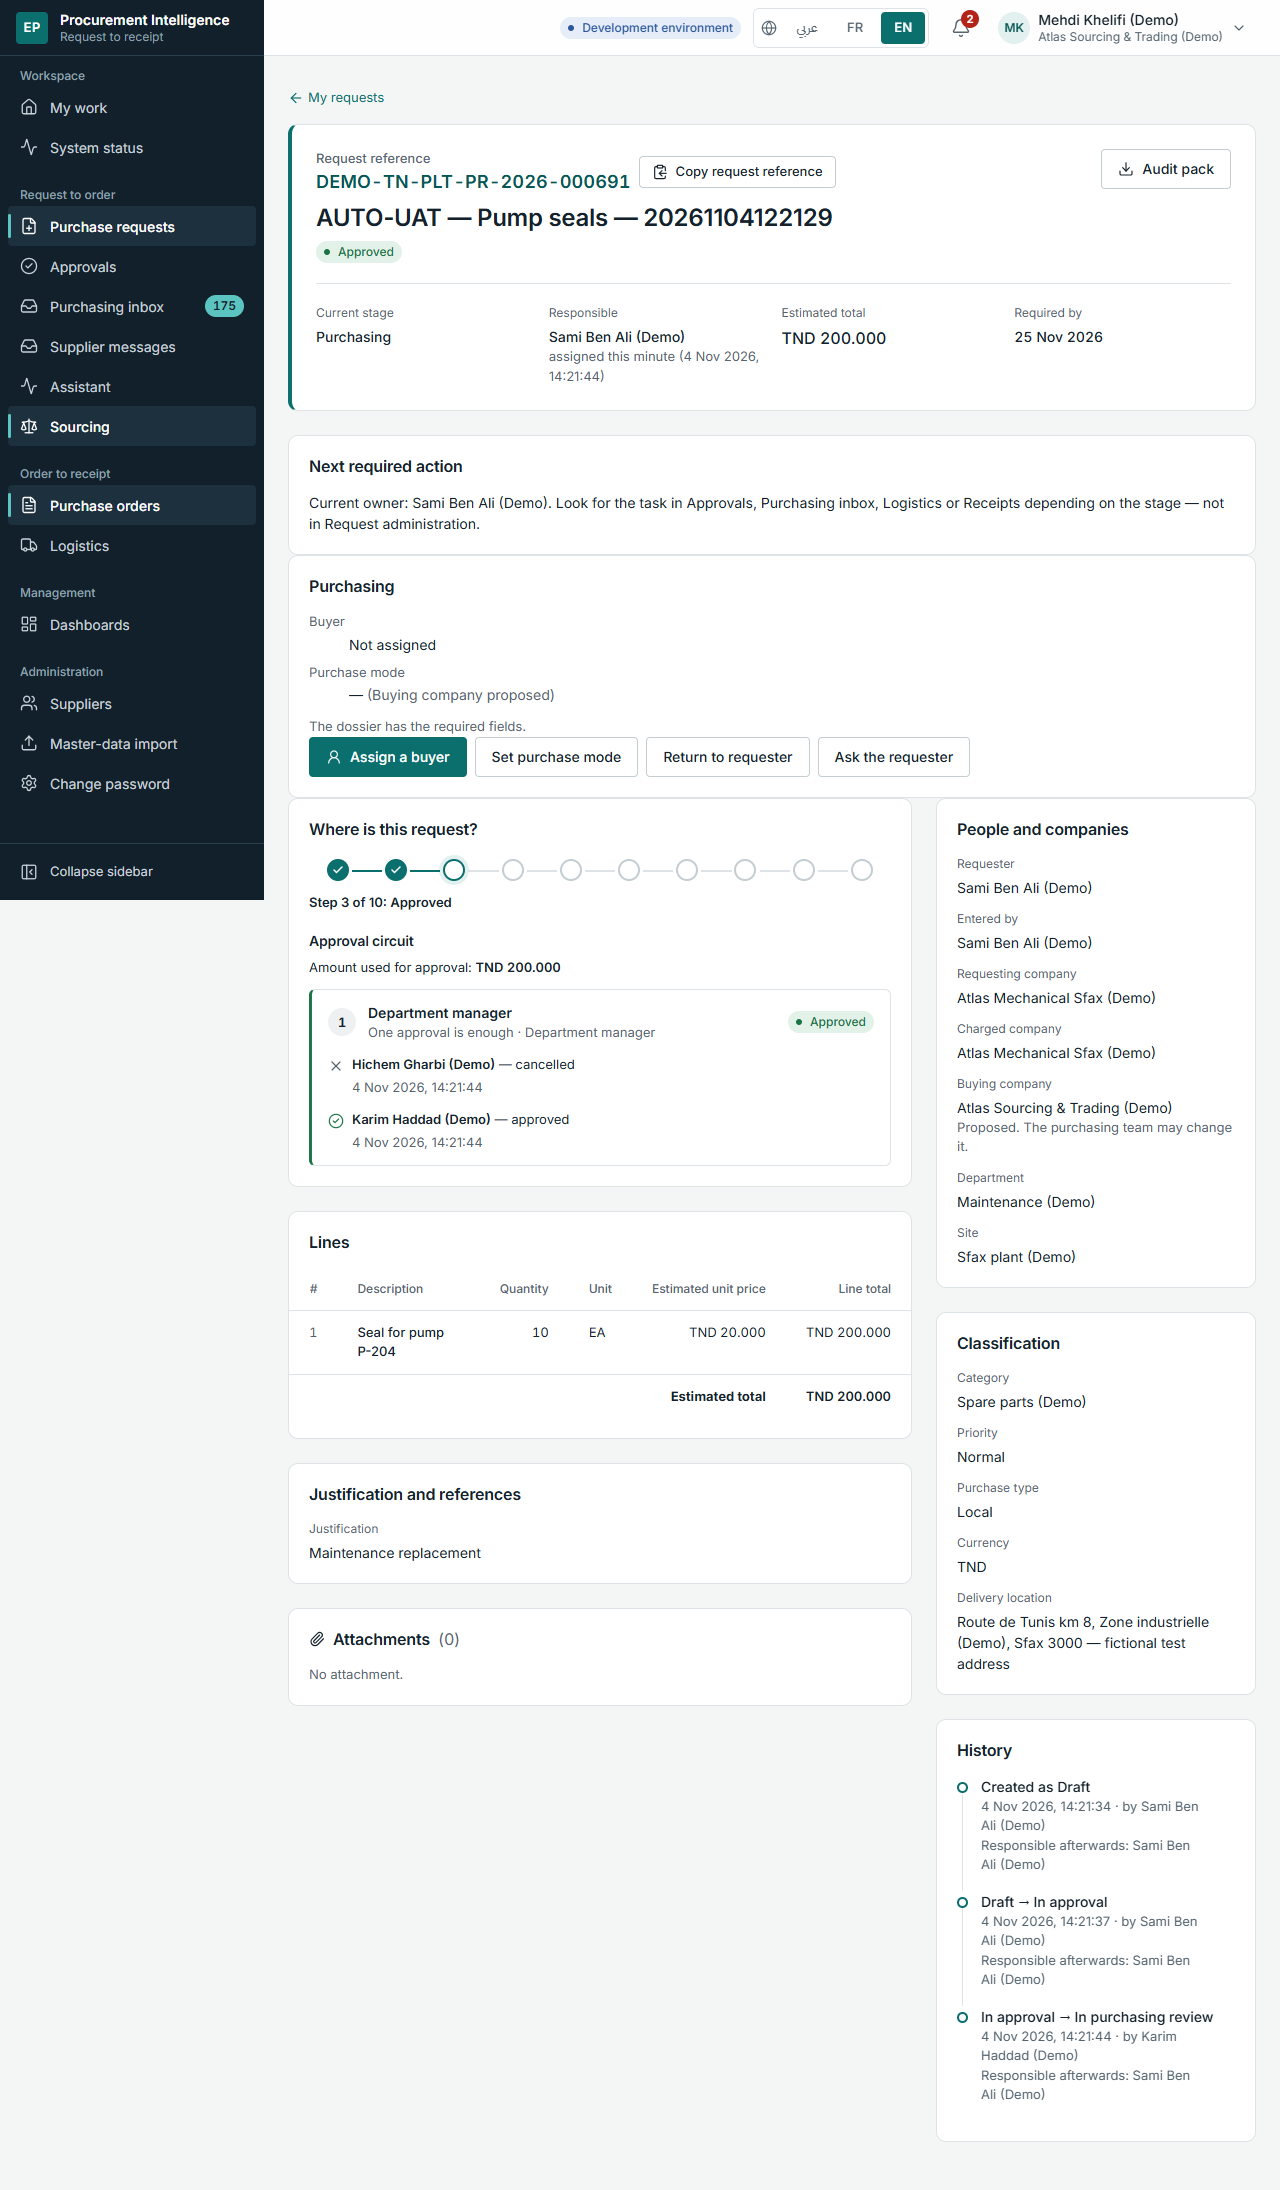 EP
Procurement Intelligence
Request to receipt
Development environment
عربي
FR
EN
2
MK
Mehdi Khelifi (Demo)
Atlas Sourcing & Trading (Demo)
Workspace
My work
System status
Request to order
Purchase requests
Approvals
Purchasing inbox 175
Supplier messages
Assistant
Sourcing
Order to receipt
Purchase orders
Logistics
Management
Dashboards
Administration
Suppliers
Master-data import
Change password
Collapse sidebar
My requests
Request reference
DEMO-TN-PLT-PR-2026-000691
Copy request reference
Audit pack
AUTO-UAT — Pump seals — 20261104122129
Approved
Current stage
Purchasing
Responsible
Sami Ben Ali (Demo)
assigned this minute (4 Nov 2026,
14:21:44)
Estimated total
TND 200.000
Required by
25 Nov 2026
Next required action
Current owner: Sami Ben Ali (Demo). Look for the task in Approvals, Purchasing inbox, Logistics or Receipts depending on the stage — not
in Request administration.
Purchasing
Buyer
Not assigned
Purchase mode
— (Buying company proposed)
The dossier has the required fields.
Assign a buyer
Set purchase mode
Return to requester
Ask the requester
Where is this request?
Step 3 of 10: Approved
Approval circuit
Amount used for approval: TND 200.000
1
Department manager
One approval is enough · Department manager
Approved
Hichem Gharbi (Demo) — cancelled
4 Nov 2026, 14:21:44
Karim Haddad (Demo) — approved
4 Nov 2026, 14:21:44
Lines
# Description Quantity Unit Estimated unit price Line total
1 Seal for pump 10 EA TND 20.000 TND 200.000
P-204
Estimated total TND 200.000
Justification and references
Justification
Maintenance replacement
Attachments (0)
No attachment.
People and companies
Requester
Sami Ben Ali (Demo)
Entered by
Sami Ben Ali (Demo)
Requesting company
Atlas Mechanical Sfax (Demo)
Charged company
Atlas Mechanical Sfax (Demo)
Buying company
Atlas Sourcing & Trading (Demo)
Proposed. The purchasing team may change
it.
Department
Maintenance (Demo)
Site
Sfax plant (Demo)
Classification
Category
Spare parts (Demo)
Priority
Normal
Purchase type
Local
Currency
TND
Delivery location
Route de Tunis km 8, Zone industrielle
(Demo), Sfax 3000 — fictional test
address
History
Created as Draft
4 Nov 2026, 14:21:34 · by Sami Ben
Ali (Demo)
Responsible afterwards: Sami Ben
Ali (Demo)
Draft → In approval
4 Nov 2026, 14:21:37 · by Sami Ben
Ali (Demo)
Responsible afterwards: Sami Ben
Ali (Demo)
In approval → In purchasing review
4 Nov 2026, 14:21:44 · by Karim
Haddad (Demo)
Responsible afterwards: Sami Ben
Ali (Demo)